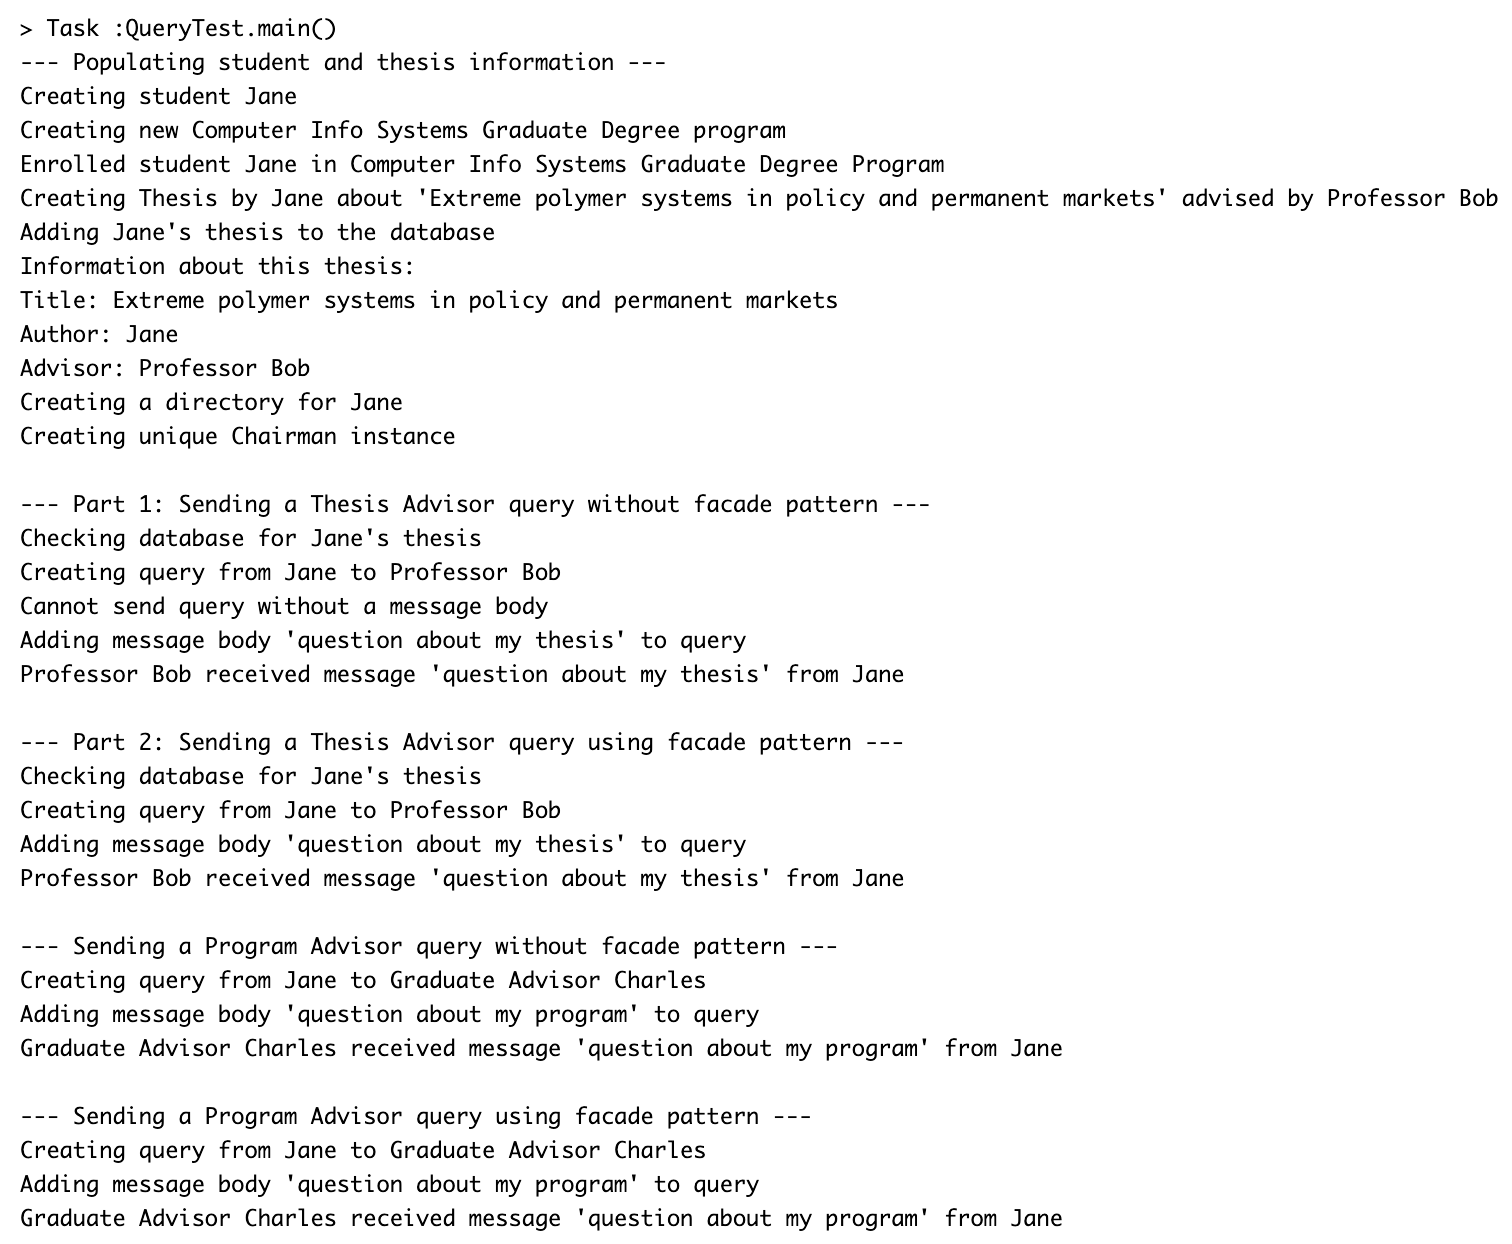 > Task :QueryTest.main()
--- Populating student and thesis information ---
Creating student Jane
Creating new Computer Info Systems Graduate Degree program
Enrolled student Jane in Computer Info Systems Graduate Degree Program
Creating Thesis by Jane about 'Extreme polymer systems in policy and permanent markets' advised by Professor Bob
Adding Jane's thesis to the database
Information about this thesis:
Title: Extreme polymer systems in policy and permanent markets
Author: Jane
Advisor: Professor Bob
Creating a directory for Jane
Creating unique Chairman instance

--- Part 1: Sending a Thesis Advisor query without facade pattern ---
Checking database for Jane's thesis
Creating query from Jane to Professor Bob
Cannot send query without a message body
Adding message body 'question about my thesis' to query
Professor Bob received message 'question about my thesis' from Jane

--- Part 2: Sending a Thesis Advisor query using facade pattern ---
Checking database for Jane's thesis
Creating query from Jane to Professor Bob
Adding message body 'question about my thesis' to query
Professor Bob received message 'question about my thesis' from Jane

--- Sending a Program Advisor query without facade pattern ---
Creating query from Jane to Graduate Advisor Charles
Adding message body 'question about my program' to query
Graduate Advisor Charles received message 'question about my program' from Jane

--- Sending a Program Advisor query using facade pattern ---
Creating query from Jane to Graduate Advisor Charles
Adding message body 'question about my program' to query
Graduate Advisor Charles received message 'question about my program' from Jane